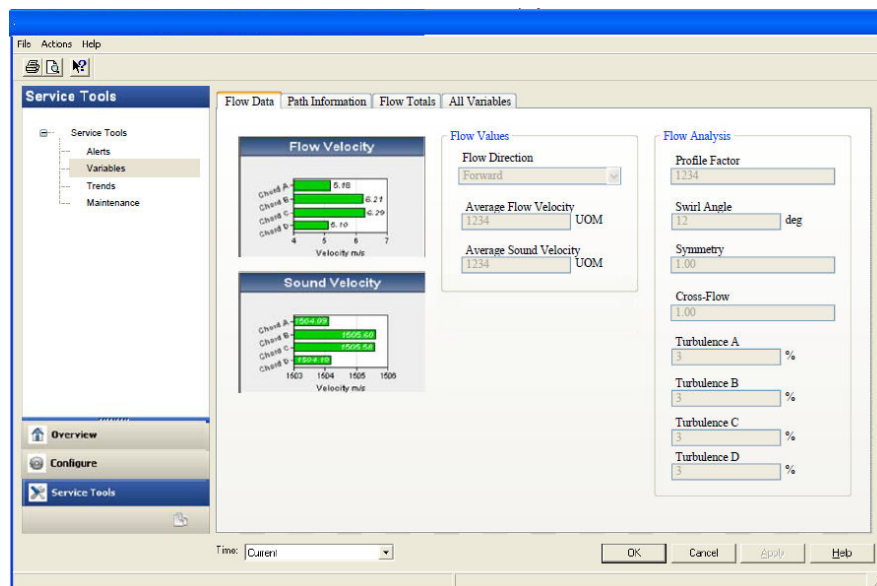 File Actions Help
Service Tools
Service Tools
Alerts
Variables
Trends
Maintenance
Overview
Configure
Service Tools
Flow Data Path Information Flow Totals All Variables
Flow Velocity
Chord A 5.18
Chord B 6.21
Chord C 6.29
Chord D 5.10
4 5 6 7
Velocity m/s
Sound Velocity
Chord A 1504.09
Chord B 1505.60
Chord C 1505.58
Chord D 1504.10
1503 1504 1505 1506
Velocity m/s
Flow Values
Flow Direction
Forward
Average Flow Velocity
1234 UOM
Average Sound Velocity
1234 UOM
Flow Analysis
Profile Factor
1234
Swirl Angle
12 deg
Symmetry
1.00
Cross-Flow
1.00
Turbulence A
3 %
Turbulence B
3 %
Turbulence C
3 %
Turbulence D
3 %
Time: Current
OK Cancel Apply Help